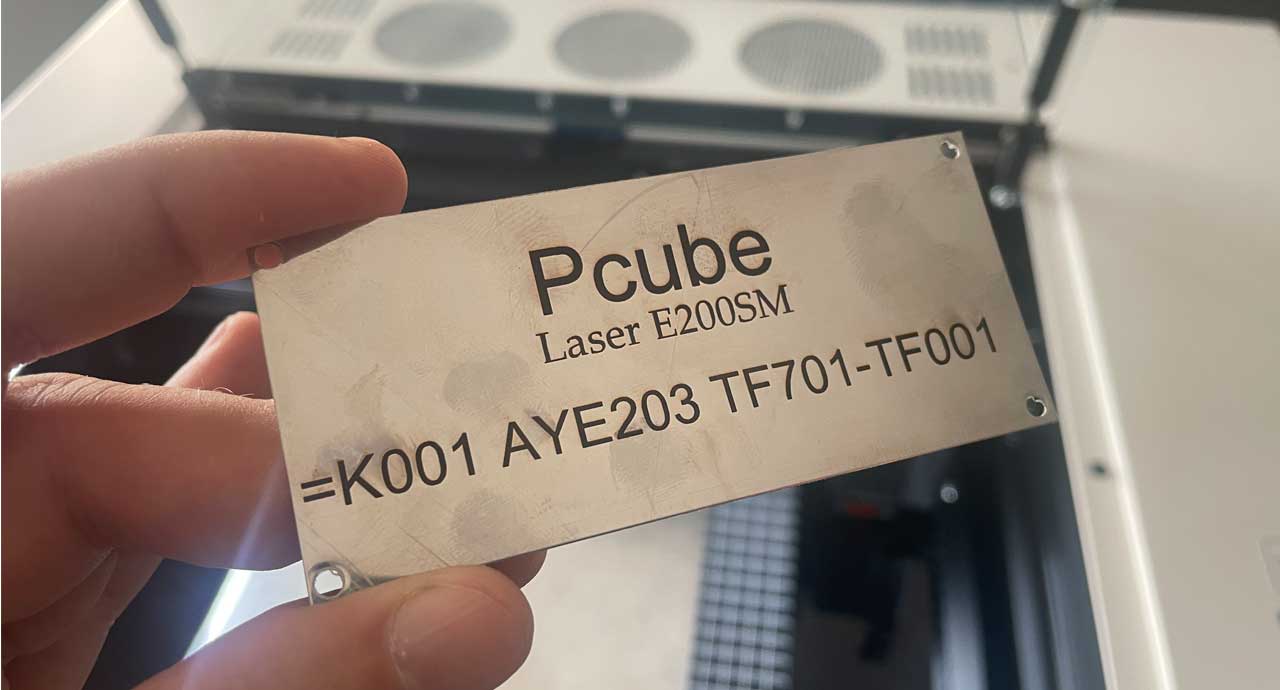 Pcube
Laser E200SM
=K001 AYE203 TF701-TF001